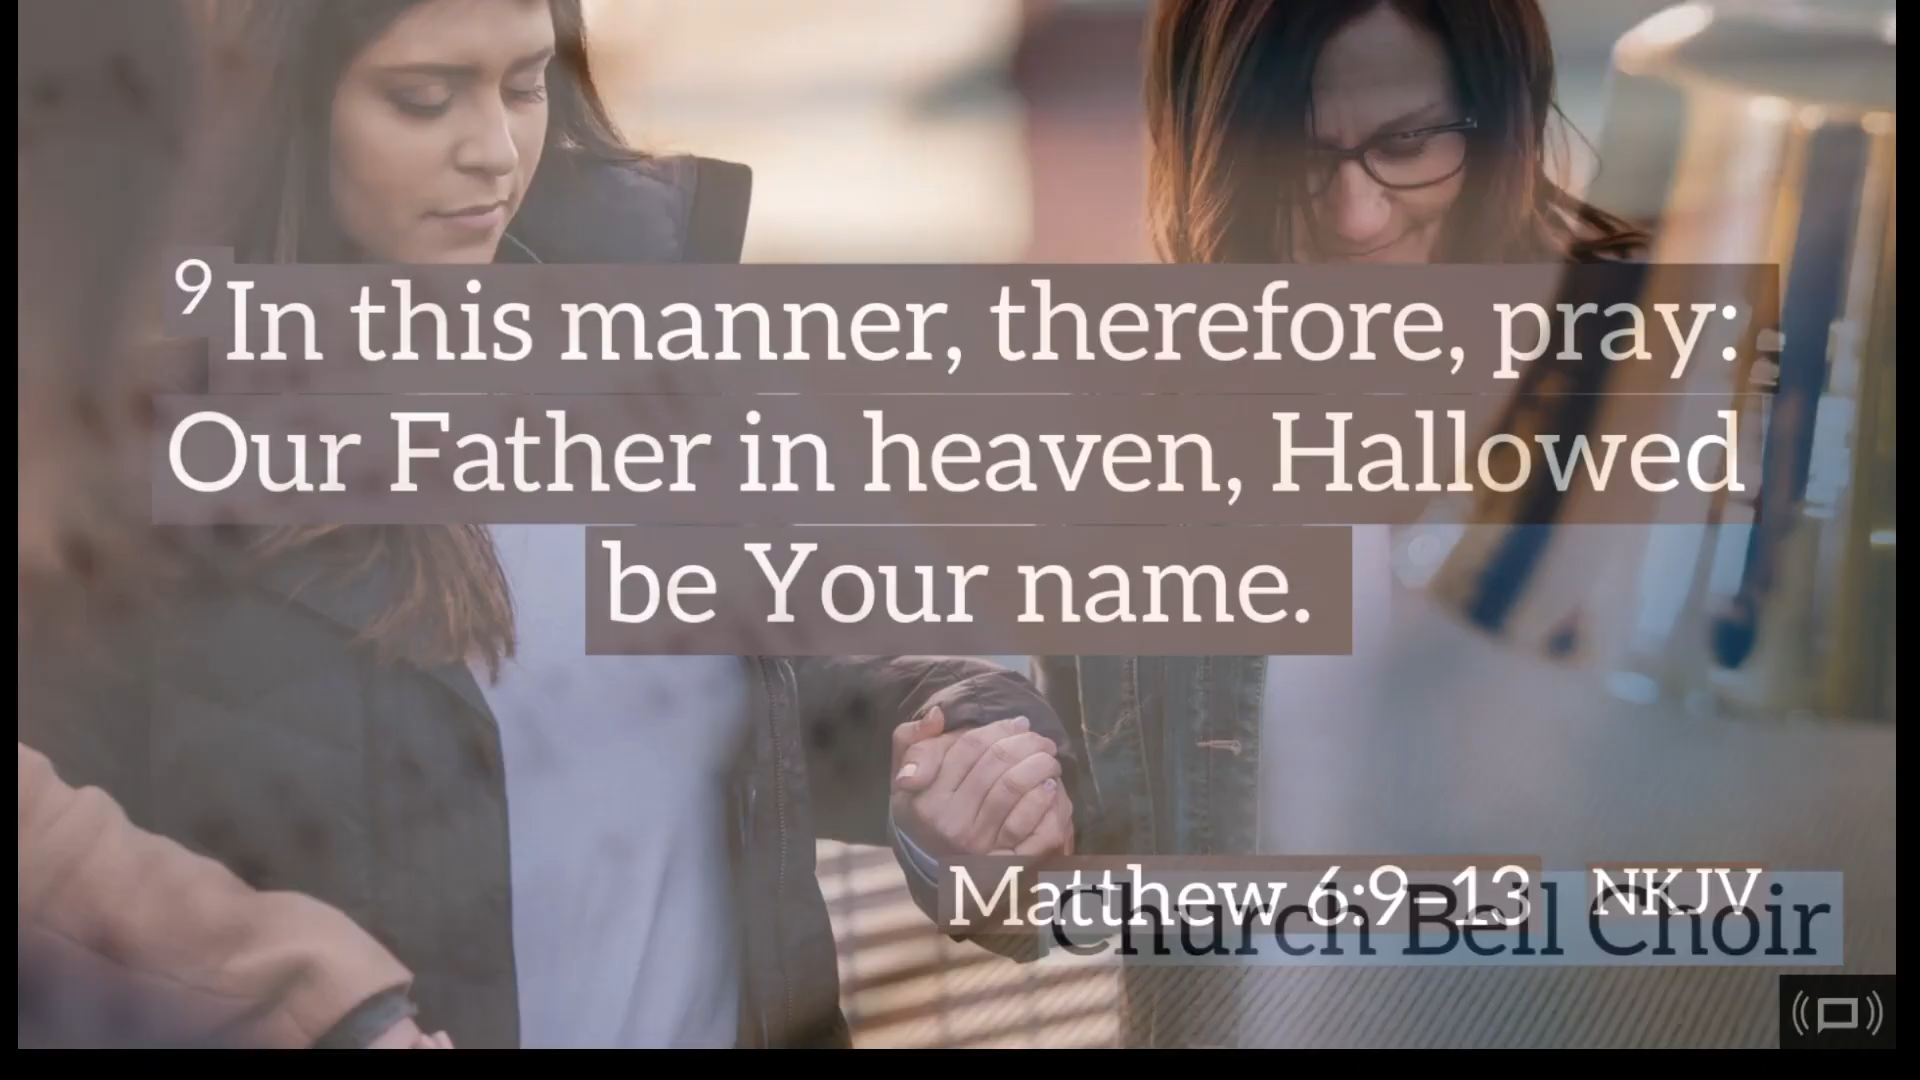 9 In this manner, therefore, pray:
Our Father in heaven, Hallowed
be Your name.
Matthew 6:9–13 NKJV
Church Bell Choir